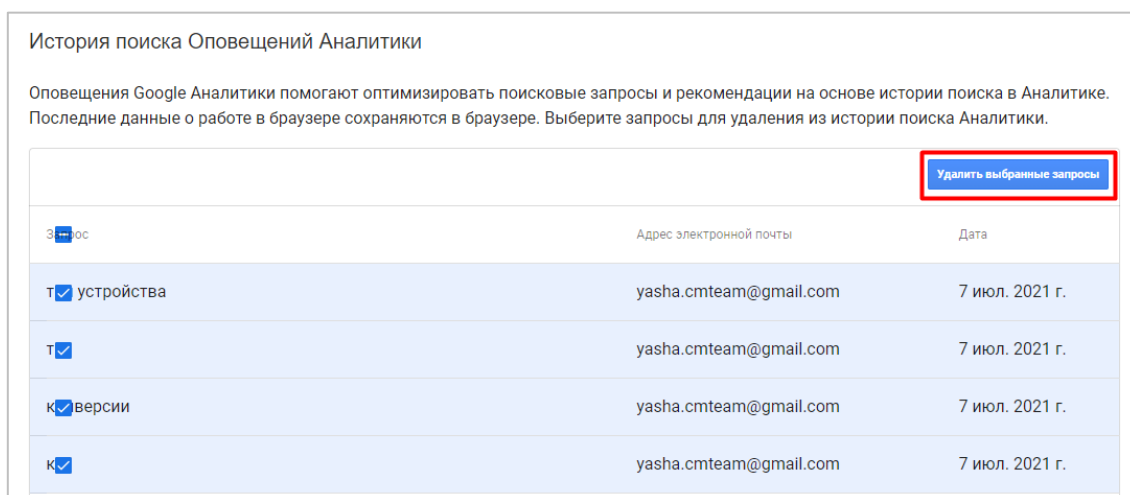 История поиска Оповещений Аналитики
Оповещения Google Аналитики помогают оптимизировать поисковые запросы и рекомендации на основе истории поиска в Аналитике.
Последние данные о работе в браузере сохраняются в браузере. Выберите запросы для удаления из истории поиска Аналитики.
Удалить выбранные запросы
Адрес электронной почты Дата
устройства yasha.cmteam@gmail.com 7 июл. 2021 г.
yasha.cmteam@gmail.com 7 июл. 2021 г.
yasha.cmteam@gmail.com 7 июл. 2021 г.
yasha.cmteam@gmail.com 7 июл. 2021 г.